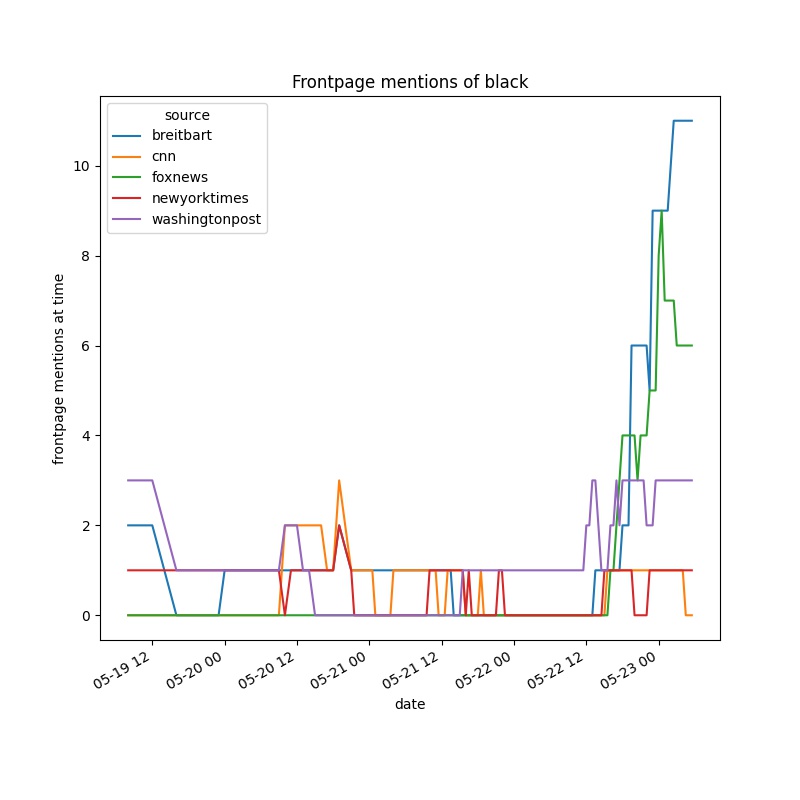 Frontpage mentions of black
source
breitbart
cnn
foxnews
newyorktimes
washingtonpost
frontpage mentions at time
10
8
6
4
2
0
05-19 12
05-20 00
05-20 12
05-21 00
05-21 12
05-22 00
05-22 12
05-23 00
date